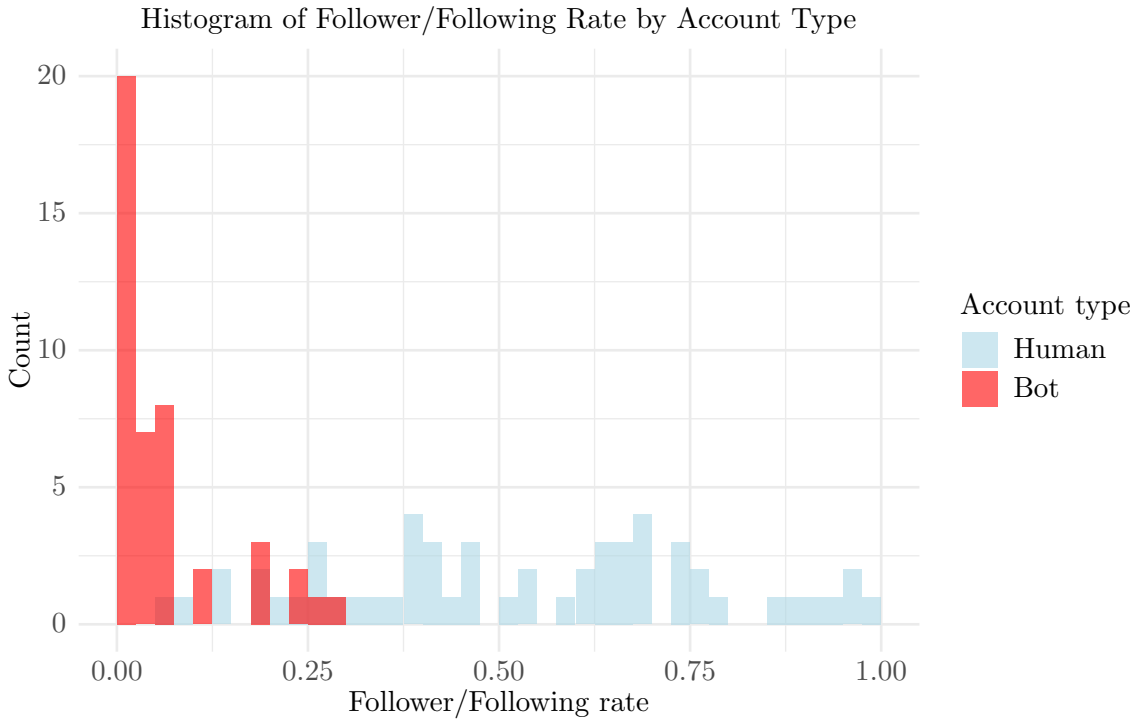 Histogram of Follower/Following Rate by Account Type
20
15
10
5
0
Count
0.00
0.25
0.50
0.75
1.00
Follower/Following rate
Account type
Human
Bot